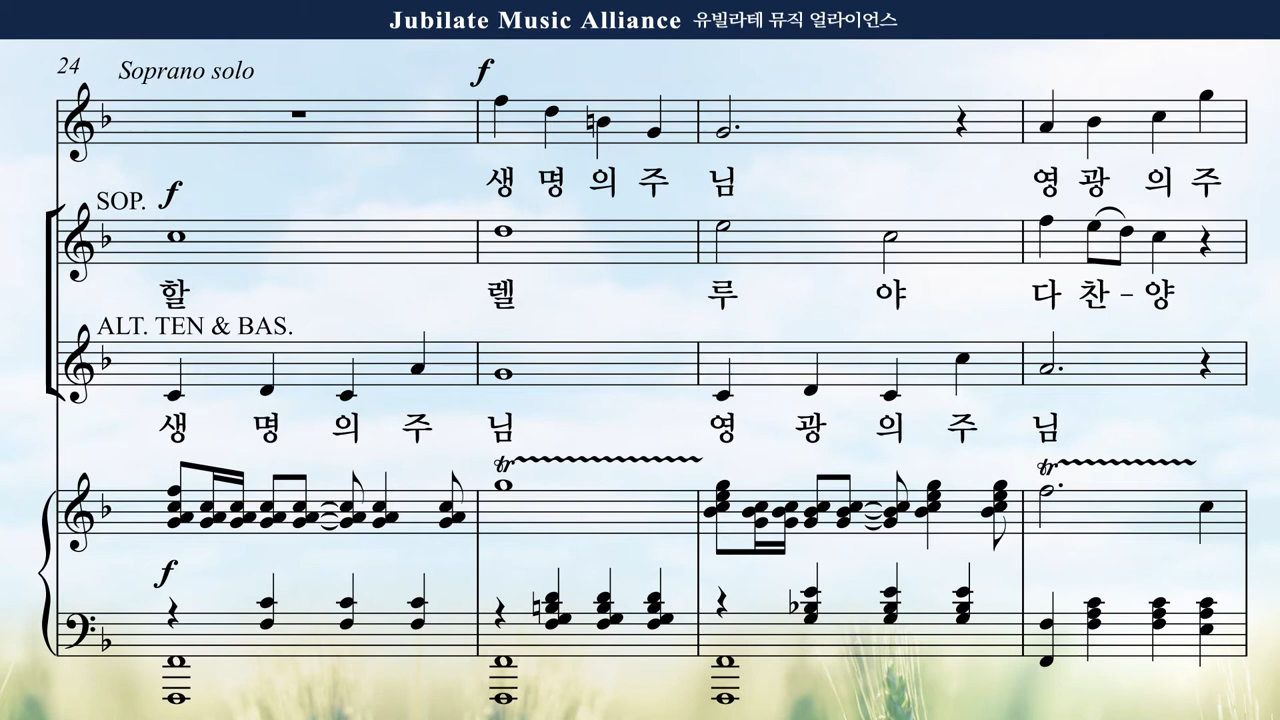 Jubilate Music Alliance 유빌라테 뮤직 얼라이언스
24 Soprano solo
f
생 명 의 주 님 영 광 의 주
SOP. f
할 렐 루 야 다 찬 - 양
ALT. TEN & BAS.
생 명 의 주 님 영 광 의 주 님
tr tr
f